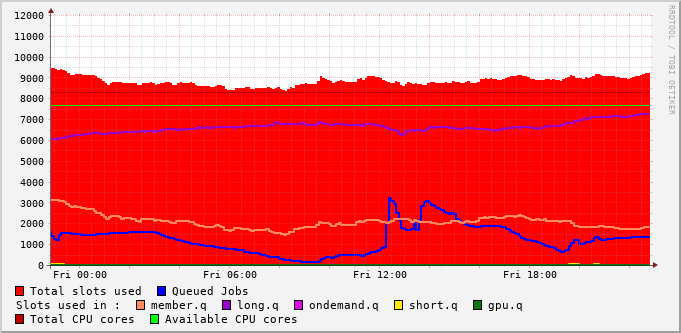 12000
11000
10000
9000
8000
7000
6000
5000
4000
3000
2000
1000
0
Fri 00:00 Fri 06:00 Fri 12:00 Fri 18:00
RRDTOOL / TOBI OETIKER
Total slots used Queued Jobs
Slots used in : member.q long.q ondemand.q short.q gpu.q
Total CPU cores Available CPU cores